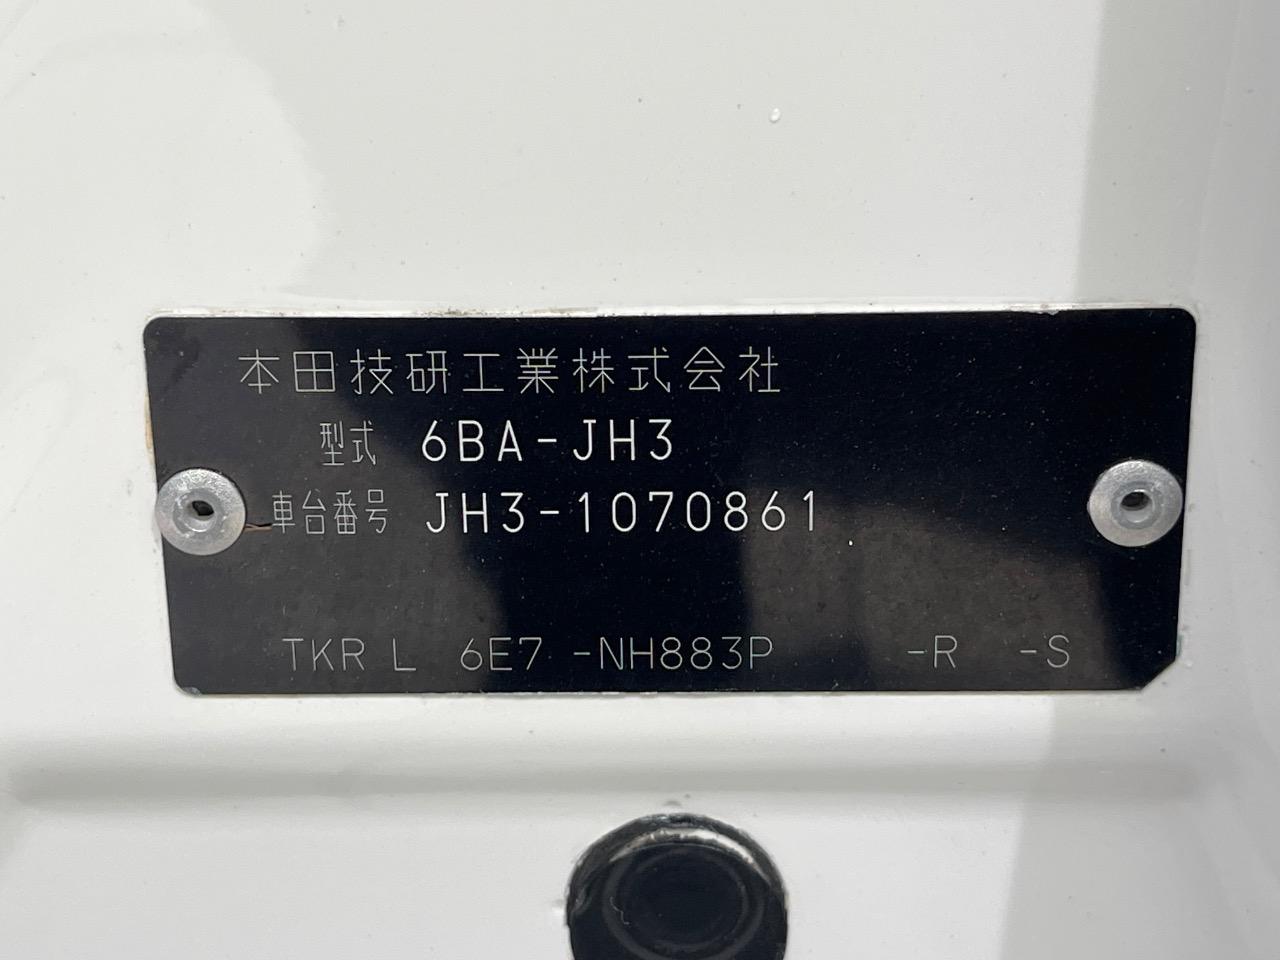 本田技研工業株式会社
型式 6BA-JH3
車台番号 JH3-1070861
TKR L 6E7 -NH883P -R -S